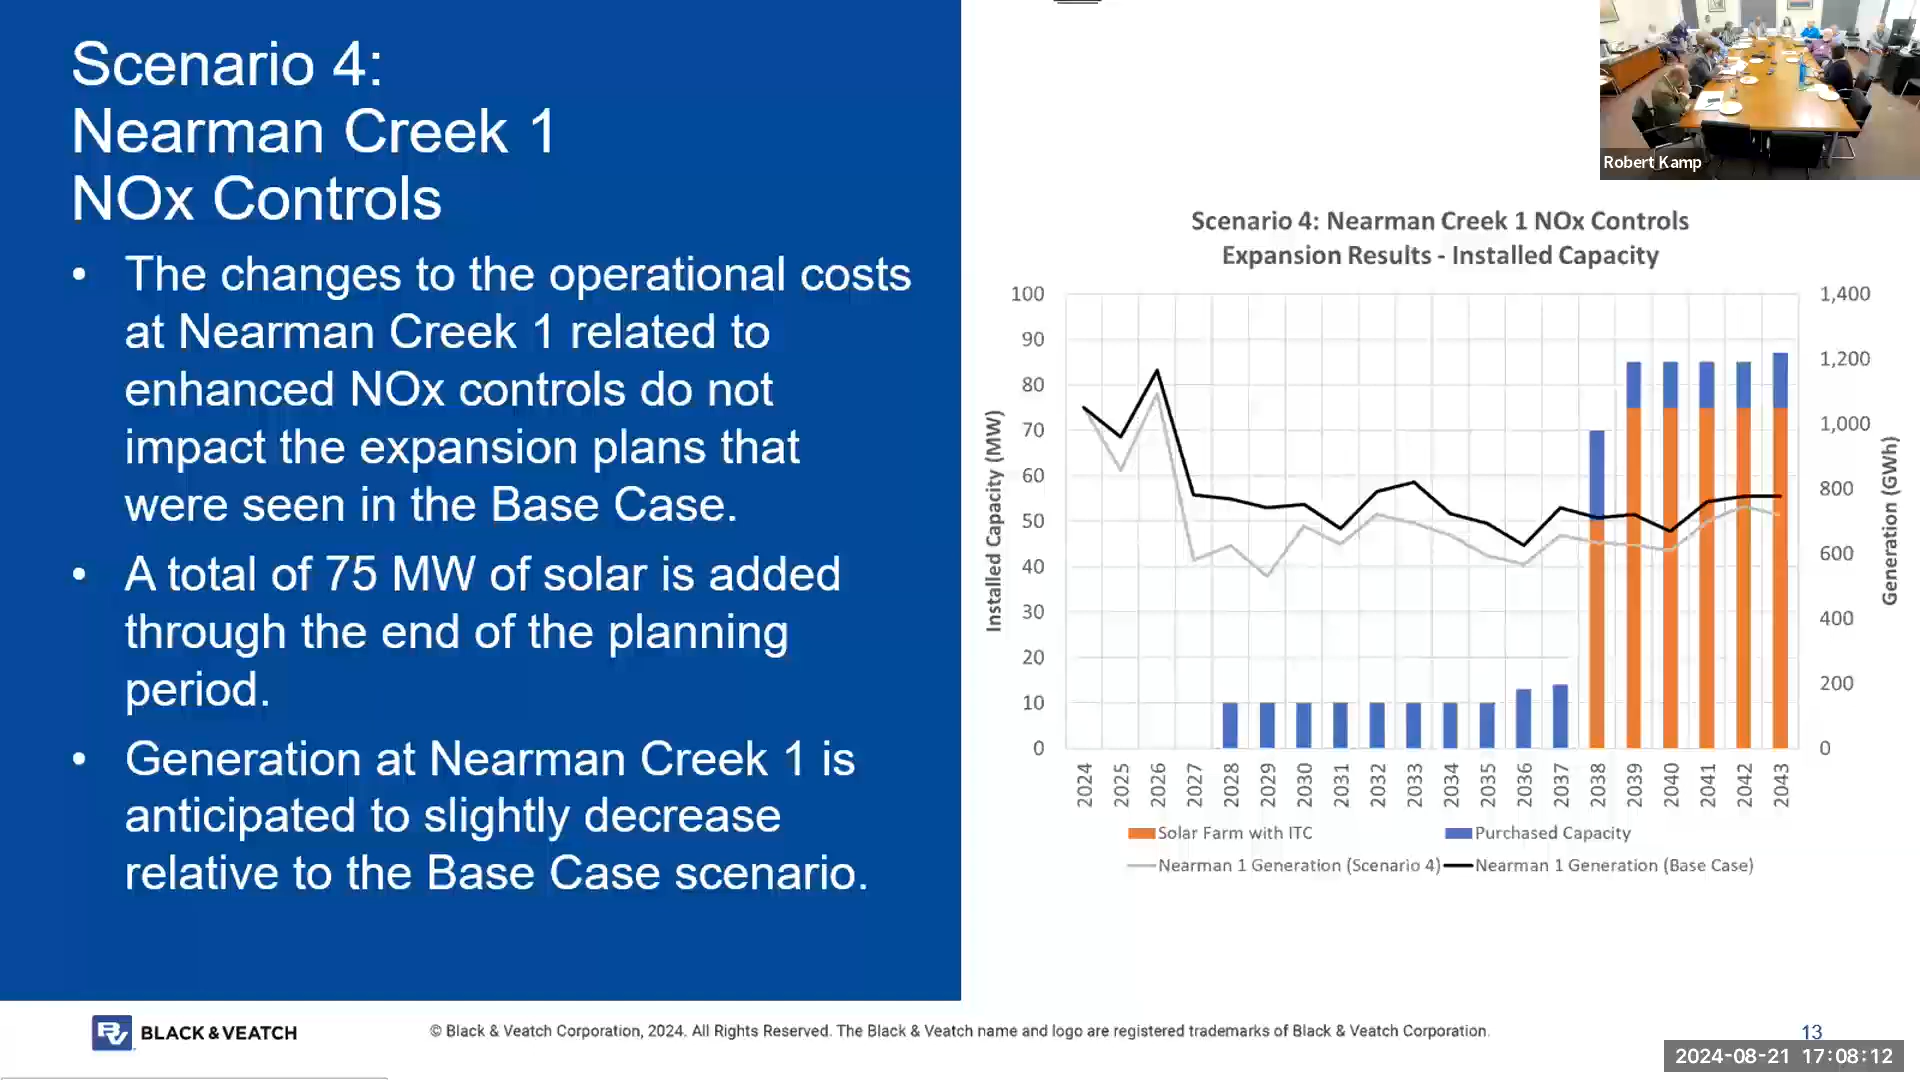 Scenario 4:
Nearman Creek 1
NOx Controls
• The changes to the operational costs
at Nearman Creek 1 related to
enhanced NOx controls do not
impact the expansion plans that
were seen in the Base Case.
• A total of 75 MW of solar is added
through the end of the planning
period.
• Generation at Nearman Creek 1 is
anticipated to slightly decrease
relative to the Base Case scenario.
Robert Kamp
Scenario 4: Nearman Creek 1 NOx Controls
Expansion Results - Installed Capacity
Installed Capacity (MW)
100
90
80
70
60
50
40
30
20
10
0
1,400
1,200
1,000
800
600
400
200
0
Generation (GWh)
2024 2025 2026 2027 2028 2029 2030 2031 2032 2033 2034 2035 2036 2037 2038 2039 2040 2041 2042 2043
Solar Farm with ITC Purchased Capacity
Nearman 1 Generation (Scenario 4) Nearman 1 Generation (Base Case)
BV BLACK & VEATCH
© Black & Veatch Corporation, 2024. All Rights Reserved. The Black & Veatch name and logo are registered trademarks of Black & Veatch Corporation.
13
2024-08-21 17:08:12